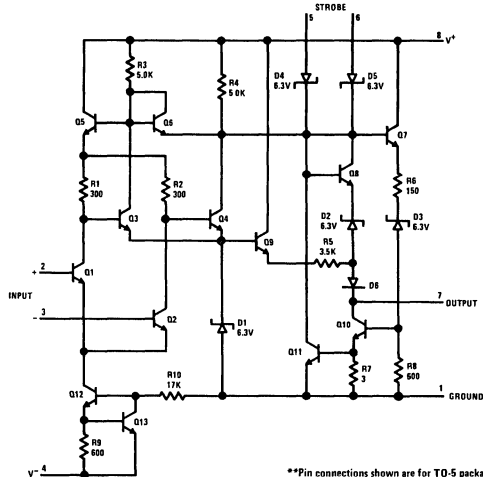 STROBE
5 6
8 V+
R3
5.0K
R4
5.0K
D4
6.3V
D5
6.3V
Q5
Q6
Q7
Q8
R1
300
R2
300
R6
150
Q3
Q4
D2
6.3V
D3
6.3V
Q9
R5
3.5K
+ 2
Q1
D6
INPUT
7 OUTPUT
- 3
Q2
D1
6.3V
Q10
Q11
R10
17K
R7
3
R8
600
Q12
1 GROUND
Q13
R9
600
V- 4
**Pin connections shown are for TO-5 packa